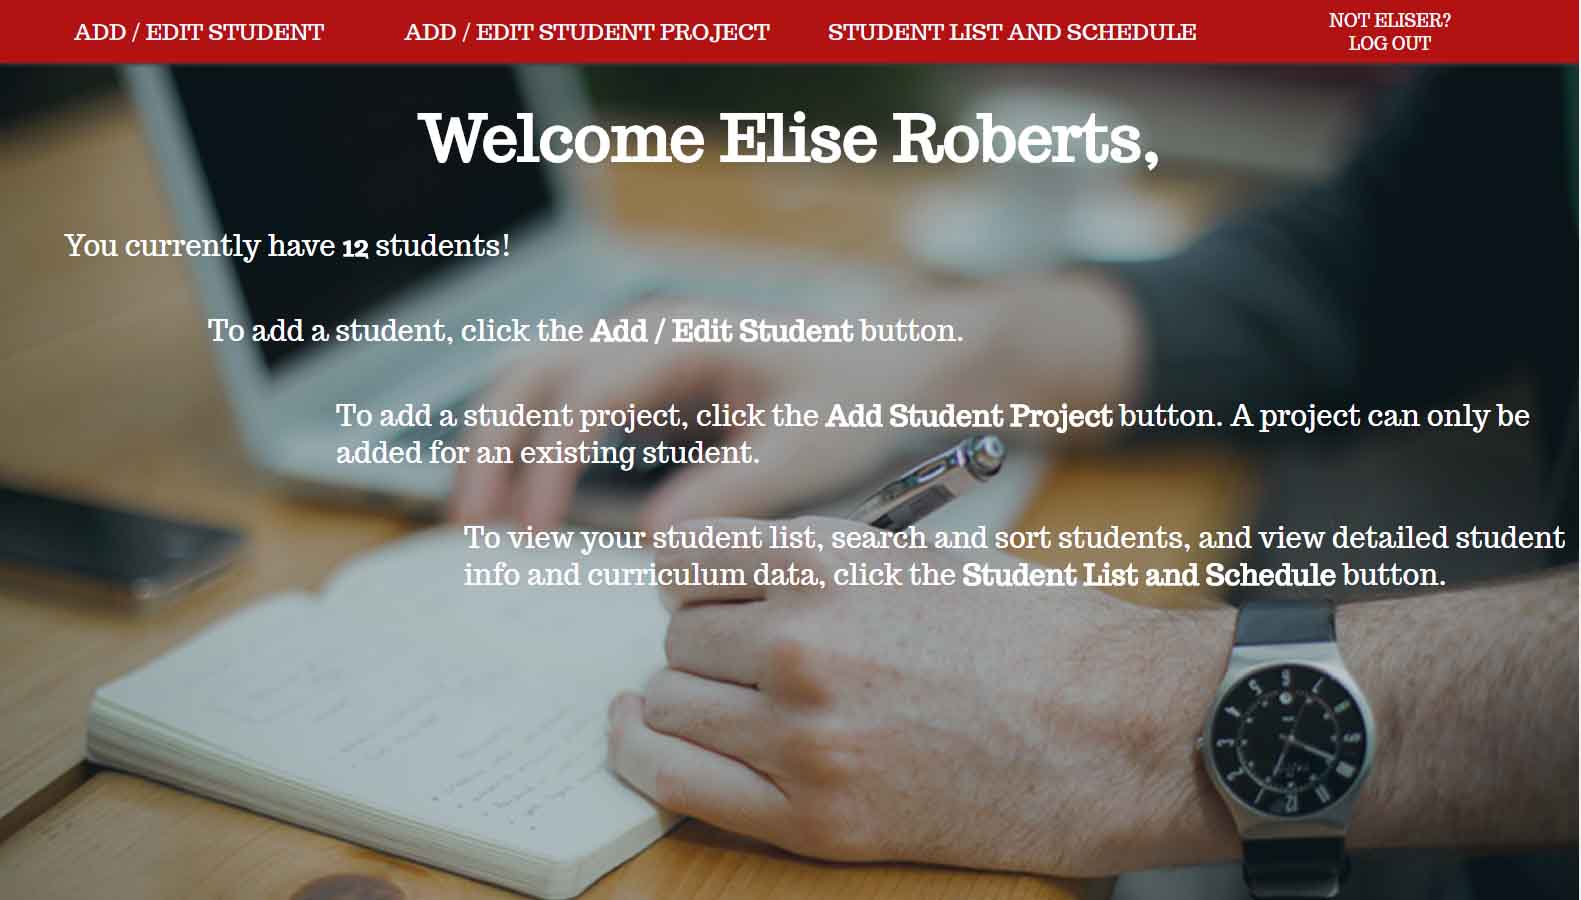 ADD / EDIT STUDENT
ADD / EDIT STUDENT PROJECT
STUDENT LIST AND SCHEDULE
NOT ELISER?
LOG OUT
Welcome Elise Roberts,
You currently have 12 students!
To add a student, click the Add / Edit Student button.
To add a student project, click the Add Student Project button. A project can only be
added for an existing student.
To view your student list, search and sort students, and view detailed student
info and curriculum data, click the Student List and Schedule button.